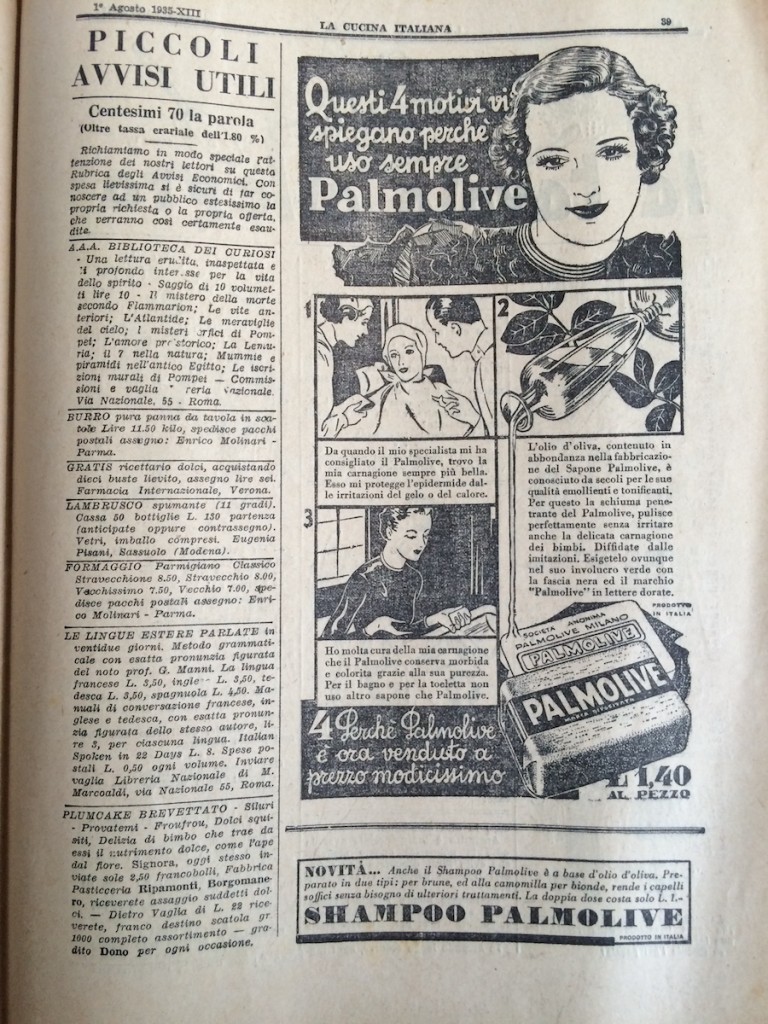 1º Agosto 1935-XIII
LA CUCINA ITALIANA
39
PICCOLI
AVVISI UTILI
Centesimi 70 la parola
(Oltre tassa erariale dell'1.80 %)
Richiamiamo in modo speciale l'at-
tenzione dei nostri lettori su questa
Rubrica degli Avvisi Economici. Con
spesa lievissima si è sicuri di far co-
noscere ad un pubblico estesissimo la
propria richiesta o la propria offerta,
che verranno così certamente esau-
dite.
A.A.A. BIBLIOTECA DEI CURIOSI
- Una lettura erudita, inaspettata e
di profondo interesse per la vita
dello spirito - Saggio di 10 volumet-
ti lire 10 - Il mistero della morte
secondo Flammarion; Le vite an-
teriori; L'Atlantide; Le meraviglie
del cielo; I misteri orfici di Pom-
pei; L'amore preistorico; La Lemu-
ria; il 7 nella natura; Mummie e
piramidi nell'antico Egitto; Le iscri-
zioni murali di Pompei — Commis-
sioni e vaglia reria Nazionale.
Via Nazionale, 55 - Roma.
BURRO pura panna da tavola in sca-
tole Lire 11.50 kilo, spedisce pacchi
postali assegno: Enrico Molinari -
Parma.
GRATIS ricettario dolci, acquistando
dieci buste lievito, assegno lire sei.
Farmacia Internazionale, Verona.
LAMBRUSCO spumante (11 gradi).
Cassa 50 bottiglie L. 130 partenza
(anticipate oppure contrassegno).
Vetri, imballo compresi. Eugenia
Pisani, Sassuolo (Modena).
FORMAGGIO Parmigiano Classico
Stravecchione 8.50, Stravecchio 8.00,
Vecchissimo 7.50, Vecchio 7.00, spe-
disce pacchi postali assegno: Enri-
co Molinari - Parma.
LE LINGUE ESTERE PARLATE in
ventidue giorni. Metodo grammati-
cale con esatta pronunzia figurata
del noto prof. G. Manni. La lingua
francese L. 3,50, inglese L. 3,50, te-
desca L. 3,50, spagnuola L. 4,50. Ma-
nuali di conversazione francese, in-
glese e tedesca, con esatta pronun-
zia figurata dello stesso autore, li-
re 3, per ciascuna lingua. Italian
Spoken in 22 Days L. 8. Spese po-
stali L. 0,50 ogni volume. Inviare
vaglia Libreria Nazionale di M.
Marcoaldi, via Nazionale 55, Roma.
PLUMCAKE BREVETTATO - Siluri
- Provatemi - Froufrou, Dolci squi-
siti, Delizia di bimbo che trae da
essi il nutrimento dolce, come l'ape
dal fiore. Signora, oggi stesso in-
viate sole 2,50 francobolli, Fabbrica
Pasticceria Ripamonti, Borgomane-
ro, riceverete assaggio suddetti dol-
ci. — Dietro Vaglia di L. 22 rice-
verete, franco destino scatola gr
1000 completo assortimento — gra-
dito Dono per ogni occasione.
Questi 4 motivi vi
spiegano perchè
uso sempre
Palmolive
1
2
Da quando il mio specialista mi ha
consigliato il Palmolive, trovo la
mia carnagione sempre più bella.
Esso mi protegge l'epidermide dal-
le irritazioni del gelo o del calore.
L'olio d'oliva, contenuto in
abbondanza nella fabbricazio-
ne del Sapone Palmolive, è
conosciuto da secoli per le sue
qualità emollienti e tonificanti.
Per questo la schiuma pene-
trante del Palmolive, pulisce
perfettamente senza irritare
anche la delicata carnagione
dei bimbi. Diffidate dalle
imitazioni. Esigetelo ovunque
nel suo involucro verde con
la fascia nera ed il marchio
"Palmolive" in lettere dorate.
3
Ho molta cura della mia carnagione
che il Palmolive conserva morbida
e colorita grazie alla sua purezza.
Per il bagno e per la toeletta non
uso altro sapone che Palmolive.
4 Perchè Palmolive
è ora venduto a
prezzo modicissimo
PRODOTTO
IN ITALIA
SOCIETÀ ANONIMA
PALMOLIVE MILANO
PALMOLIVE
PALMOLIVE
L 1,40
AL PEZZO
NOVITÀ... Anche il Shampoo Palmolive è a base d'olio d'oliva. Pre-
parato in due tipi: per brune, ed alla camomilla per bionde, rende i capelli
soffici senza bisogno di ulteriori trattamenti. La doppia dose costa solo L. 1.-
SHAMPOO PALMOLIVE
PRODOTTO IN ITALIA